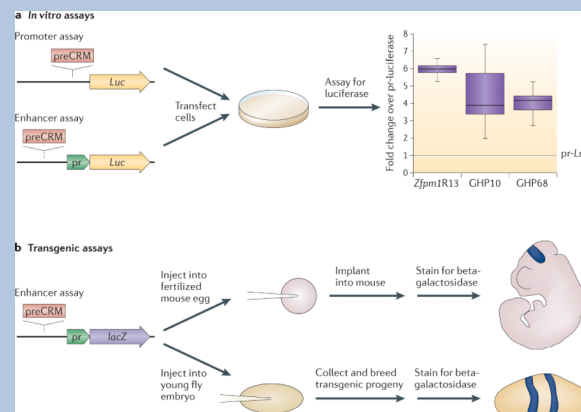 a In vitro assays
Promoter assay
preCRM
Luc
Enhancer assay
preCRM
pr Luc
Transfect
cells
Assay for
luciferase
Fold change over pr-luciferase
8
7
6
5
4
3
2
1
0
Zfpm1R13 GHP10 GHP68
b Transgenic assays
Enhancer assay
preCRM
pr lacZ
Inject into
fertilized
mouse egg
Implant
into mouse
Stain for beta-
galactosidase
Inject into
young fly
embryo
Collect and breed
transgenic progeny
Stain for beta-
galactosidase